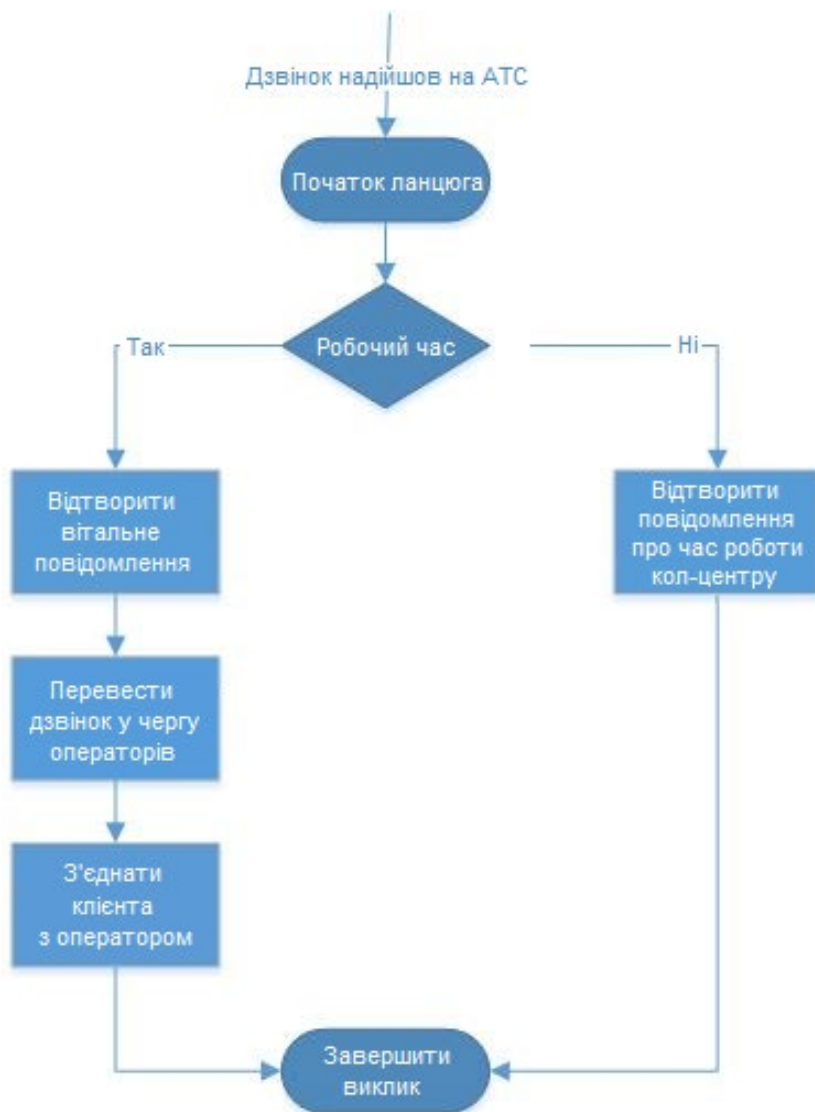 Дзвінок надійшов на АТС
Початок ланцюга
Робочий час
Так
Ні
Відтворити
вітальне
повідомлення
Відтворити
повідомлення
про час роботи
кол-центру
Перевести
дзвінок у чергу
операторів
З'єднати
клієнта
з оператором
Завершити
виклик